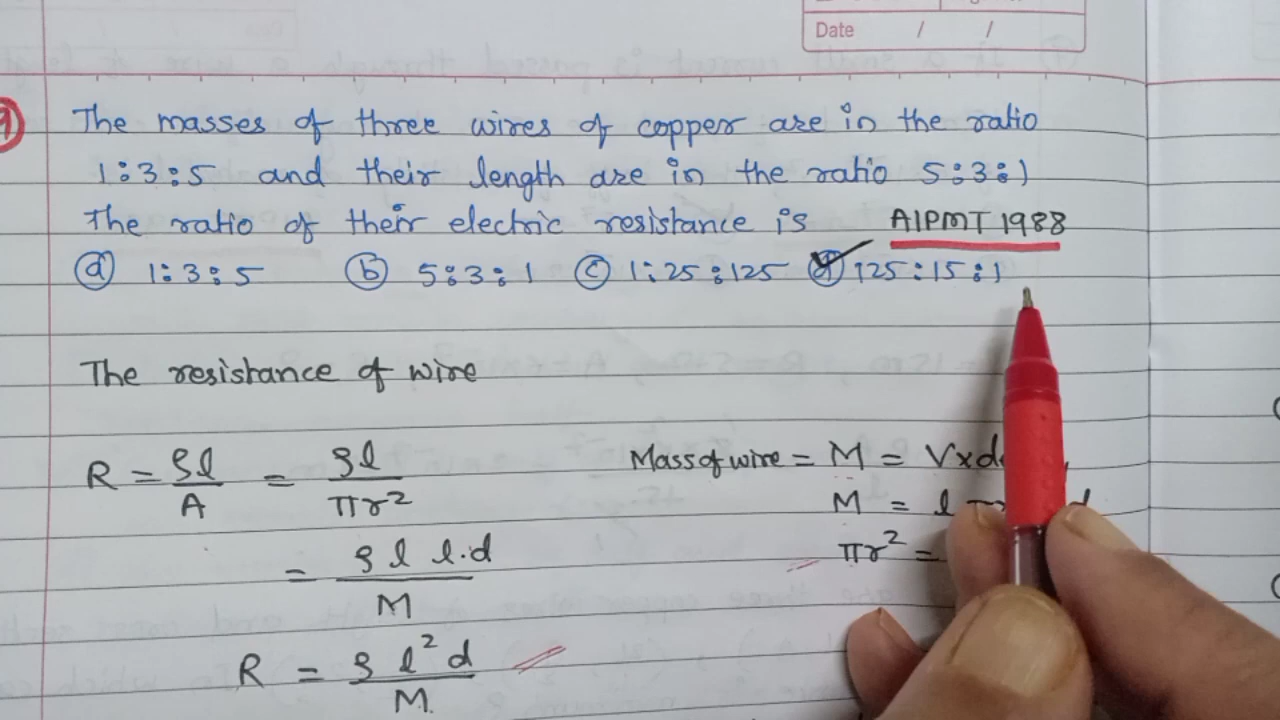 Date / /
The masses of three wires of copper are in the ratio
1:3:5 and their length are in the ratio 5:3:1
the ratio of their electric resistance is AIPMT 1988
ⓐ 1:3:5 ⓑ 5:3:1 ⓒ 1:25:125 ⓓ 125:15:1
The resistance of wire
R = ρl/A = ρl/πr²
Mass of wire = M = V×d
M = l
= ρ l l.d/M
πr² =
R = ρ l² d/M.